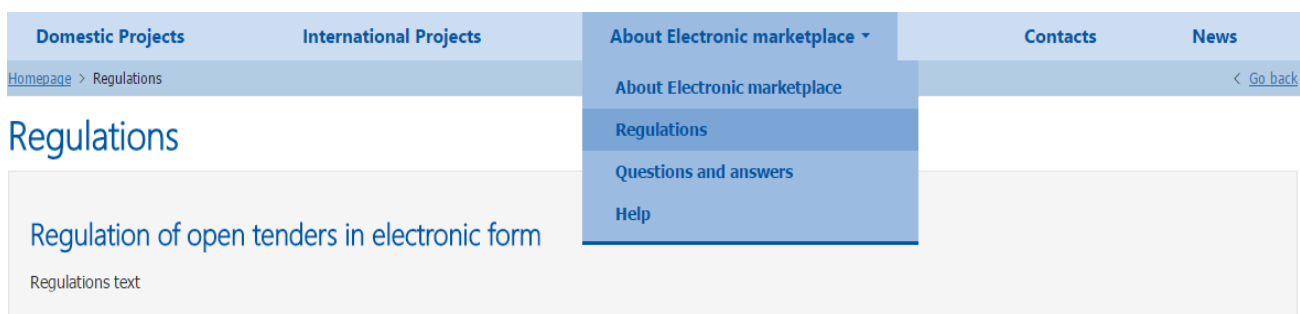 Domestic Projects International Projects About Electronic marketplace Contacts News
Homepage > Regulations < Go back
About Electronic marketplace
Regulations
Regulations
Questions and answers
Help
Regulation of open tenders in electronic form
Regulations text